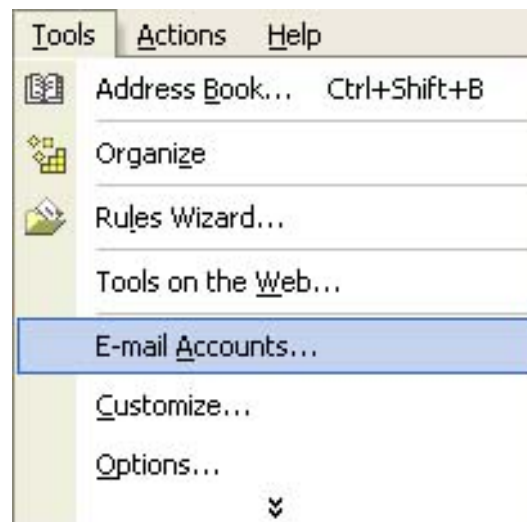 Tools Actions Help
Address Book... Ctrl+Shift+B
Organize
Rules Wizard...
Tools on the Web...
E-mail Accounts...
Customize...
Options...